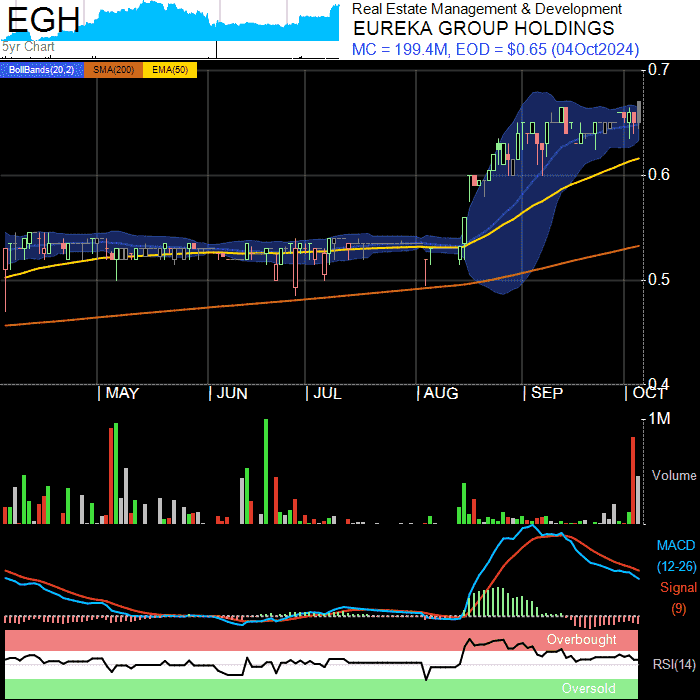 EGH
5yr Chart
Real Estate Management & Development
EUREKA GROUP HOLDINGS
MC = 199.4M, EOD = $0.65 (04Oct2024)
BollBands(20,2) SMA(200) EMA(50)
0.7
0.6
0.5
0.4
MAY JUN JUL AUG SEP OCT
1M
Volume
MACD
(12-26)
Signal
(9)
Overbought
RSI(14)
Oversold